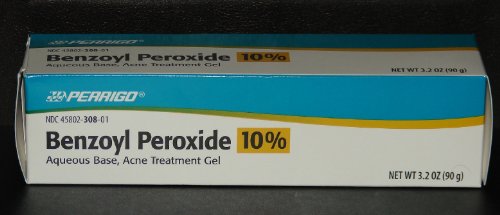 NDC 45802-308-01
Benzoyl Peroxide 10%
Aqueous Base, Acne Treatment Gel
NET WT 3.2 OZ (90 g)
PERRIGO®
NDC 45802-308-01
Benzoyl Peroxide 10%
Aqueous Base, Acne Treatment Gel
NET WT 3.2 OZ (90 g)